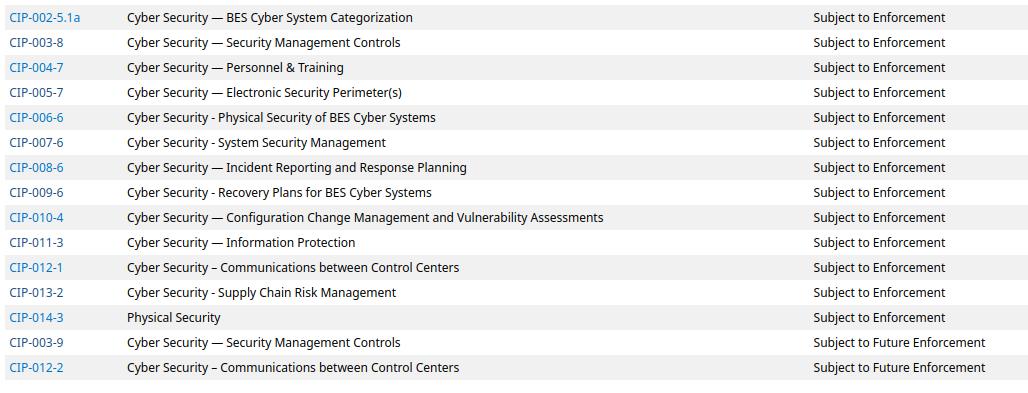 CIP-002-5.1a Cyber Security — BES Cyber System Categorization Subject to Enforcement
CIP-003-8 Cyber Security — Security Management Controls Subject to Enforcement
CIP-004-7 Cyber Security — Personnel & Training Subject to Enforcement
CIP-005-7 Cyber Security — Electronic Security Perimeter(s) Subject to Enforcement
CIP-006-6 Cyber Security - Physical Security of BES Cyber Systems Subject to Enforcement
CIP-007-6 Cyber Security - System Security Management Subject to Enforcement
CIP-008-6 Cyber Security — Incident Reporting and Response Planning Subject to Enforcement
CIP-009-6 Cyber Security - Recovery Plans for BES Cyber Systems Subject to Enforcement
CIP-010-4 Cyber Security — Configuration Change Management and Vulnerability Assessments Subject to Enforcement
CIP-011-3 Cyber Security — Information Protection Subject to Enforcement
CIP-012-1 Cyber Security – Communications between Control Centers Subject to Enforcement
CIP-013-2 Cyber Security - Supply Chain Risk Management Subject to Enforcement
CIP-014-3 Physical Security Subject to Enforcement
CIP-003-9 Cyber Security — Security Management Controls Subject to Future Enforcement
CIP-012-2 Cyber Security – Communications between Control Centers Subject to Future Enforcement